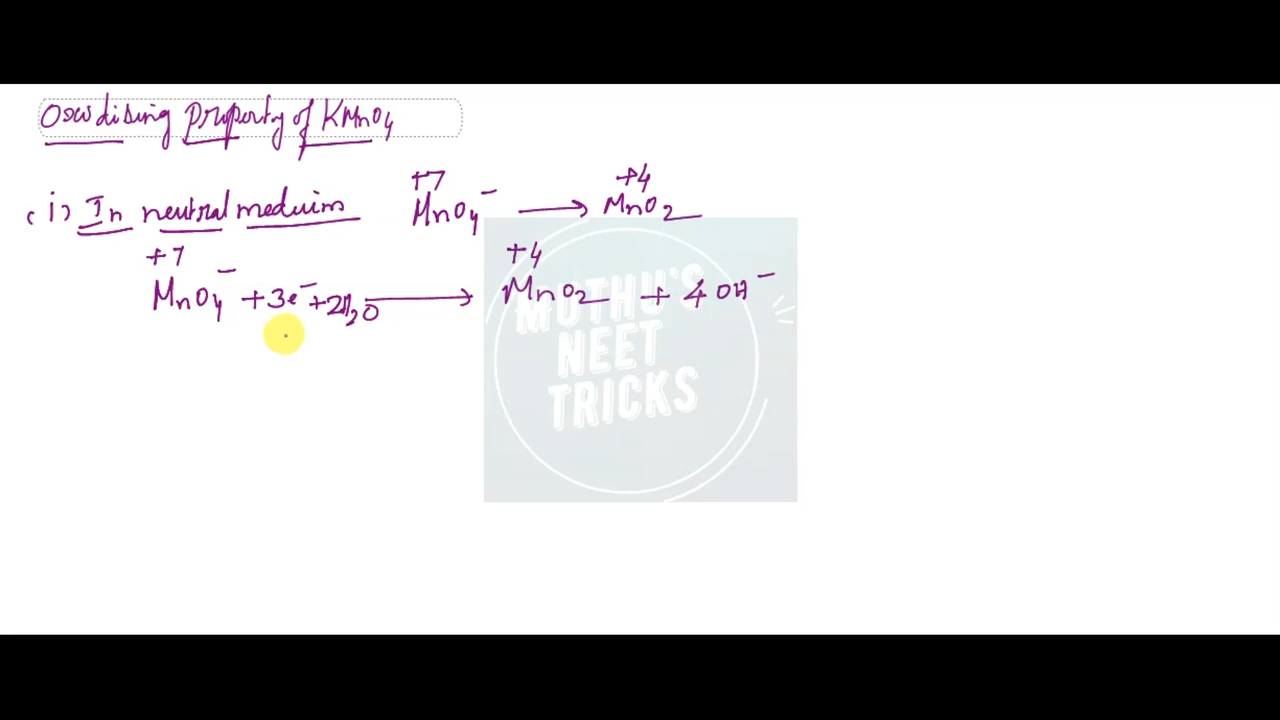 Oxidising property of KMnO4
(i) In neutral medium MnO4⁻ → MnO2
+7 +4
+7 +4
MnO4⁻ + 3e⁻ + 2H2O → MnO2 + 4OH⁻
MUTHU'S
NEET
TRICKS